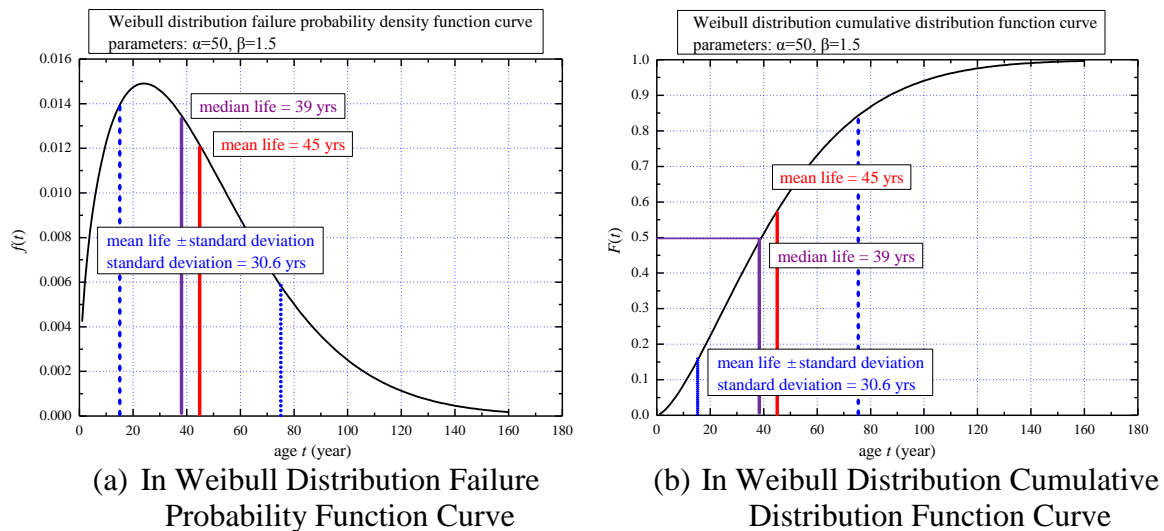 Weibull distribution failure probability density function curve
parameters: α=50, β=1.5
0.016
0.014
0.012
0.010
0.008
0.006
0.004
0.002
0.000
f(t)
median life = 39 yrs
mean life = 45 yrs
mean life ± standard deviation
standard deviation = 30.6 yrs
0 20 40 60 80 100 120 140 160 180
age t (year)
(a) In Weibull Distribution Failure
Probability Function Curve
Weibull distribution cumulative distribution function curve
parameters: α=50, β=1.5
1.0
0.9
0.8
0.7
0.6
0.5
0.4
0.3
0.2
0.1
0.0
F(t)
mean life = 45 yrs
median life = 39 yrs
mean life ± standard deviation
standard deviation = 30.6 yrs
0 20 40 60 80 100 120 140 160 180
age t (year)
(b) In Weibull Distribution Cumulative
Distribution Function Curve